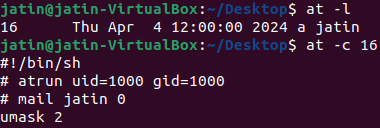 jatin@jatin-VirtualBox:~/Desktop$ at -l
16      Thu Apr  4 12:00:00 2024 a jatin
jatin@jatin-VirtualBox:~/Desktop$ at -c 16
#!/bin/sh
# atrun uid=1000 gid=1000
# mail jatin 0
umask 2